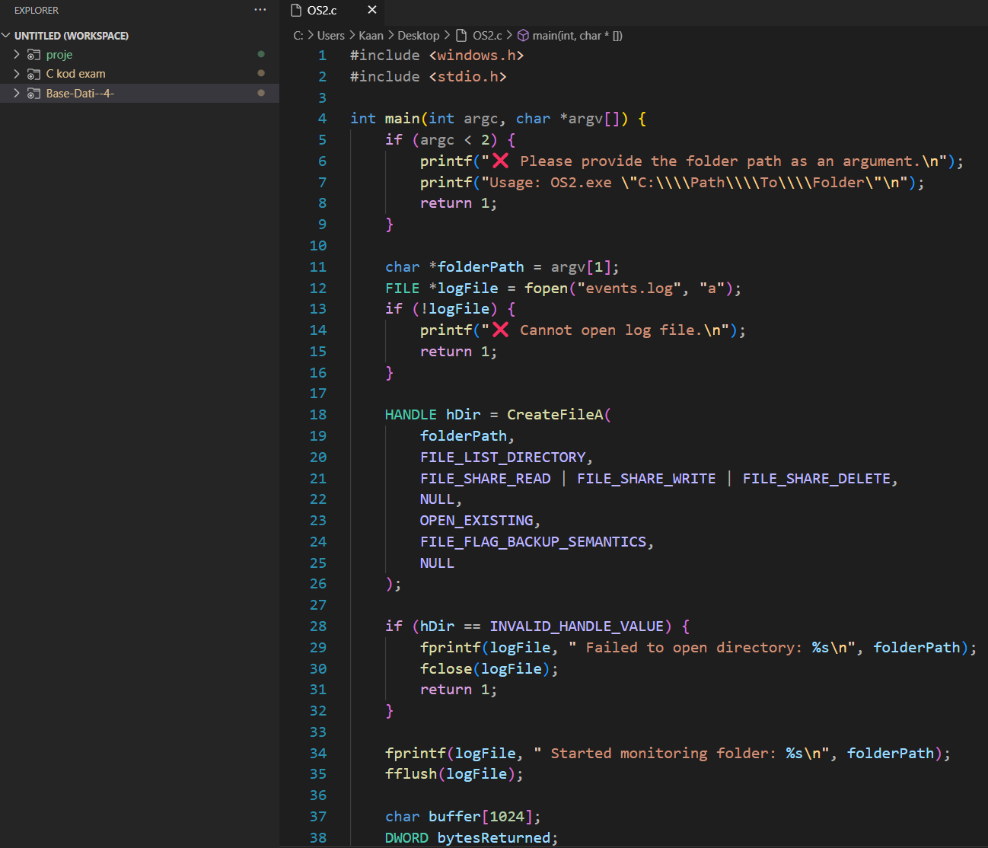 EXPLORER ···
UNTITLED (WORKSPACE)
proje
C kod exam
Base-Dati--4-
OS2.c ×
C: > Users > Kaan > Desktop > OS2.c > main(int, char * [])
1 #include <windows.h>
2 #include <stdio.h>
3
4 int main(int argc, char *argv[]) {
5     if (argc < 2) {
6         printf("❌ Please provide the folder path as an argument.\n");
7         printf("Usage: OS2.exe \"C:\\\\Path\\\\To\\\\Folder\"\n");
8         return 1;
9     }
10
11     char *folderPath = argv[1];
12     FILE *logFile = fopen("events.log", "a");
13     if (!logFile) {
14         printf("❌ Cannot open log file.\n");
15         return 1;
16     }
17
18     HANDLE hDir = CreateFileA(
19         folderPath,
20         FILE_LIST_DIRECTORY,
21         FILE_SHARE_READ | FILE_SHARE_WRITE | FILE_SHARE_DELETE,
22         NULL,
23         OPEN_EXISTING,
24         FILE_FLAG_BACKUP_SEMANTICS,
25         NULL
26     );
27
28     if (hDir == INVALID_HANDLE_VALUE) {
29         fprintf(logFile, " Failed to open directory: %s\n", folderPath);
30         fclose(logFile);
31         return 1;
32     }
33
34     fprintf(logFile, " Started monitoring folder: %s\n", folderPath);
35     fflush(logFile);
36
37     char buffer[1024];
38     DWORD bytesReturned;